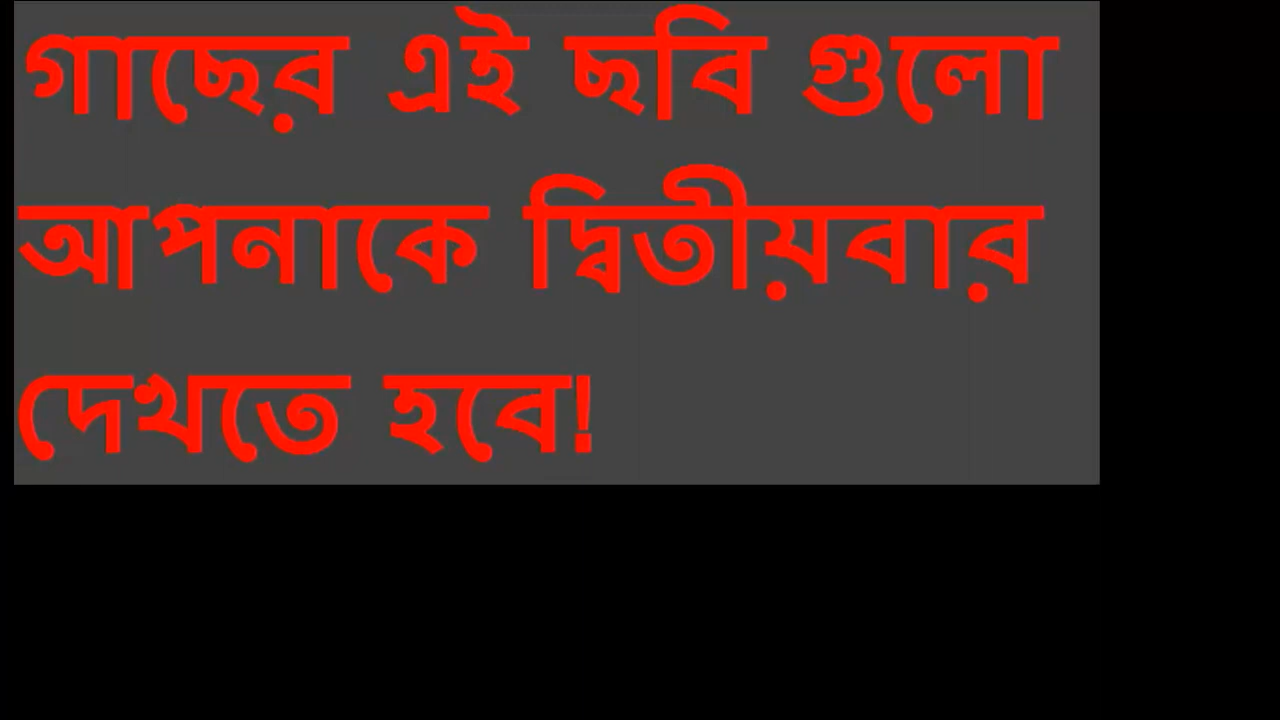 গাছের এই ছবি গুলো
আপনাকে দ্বিতীয়বার
দেখতে হবে!